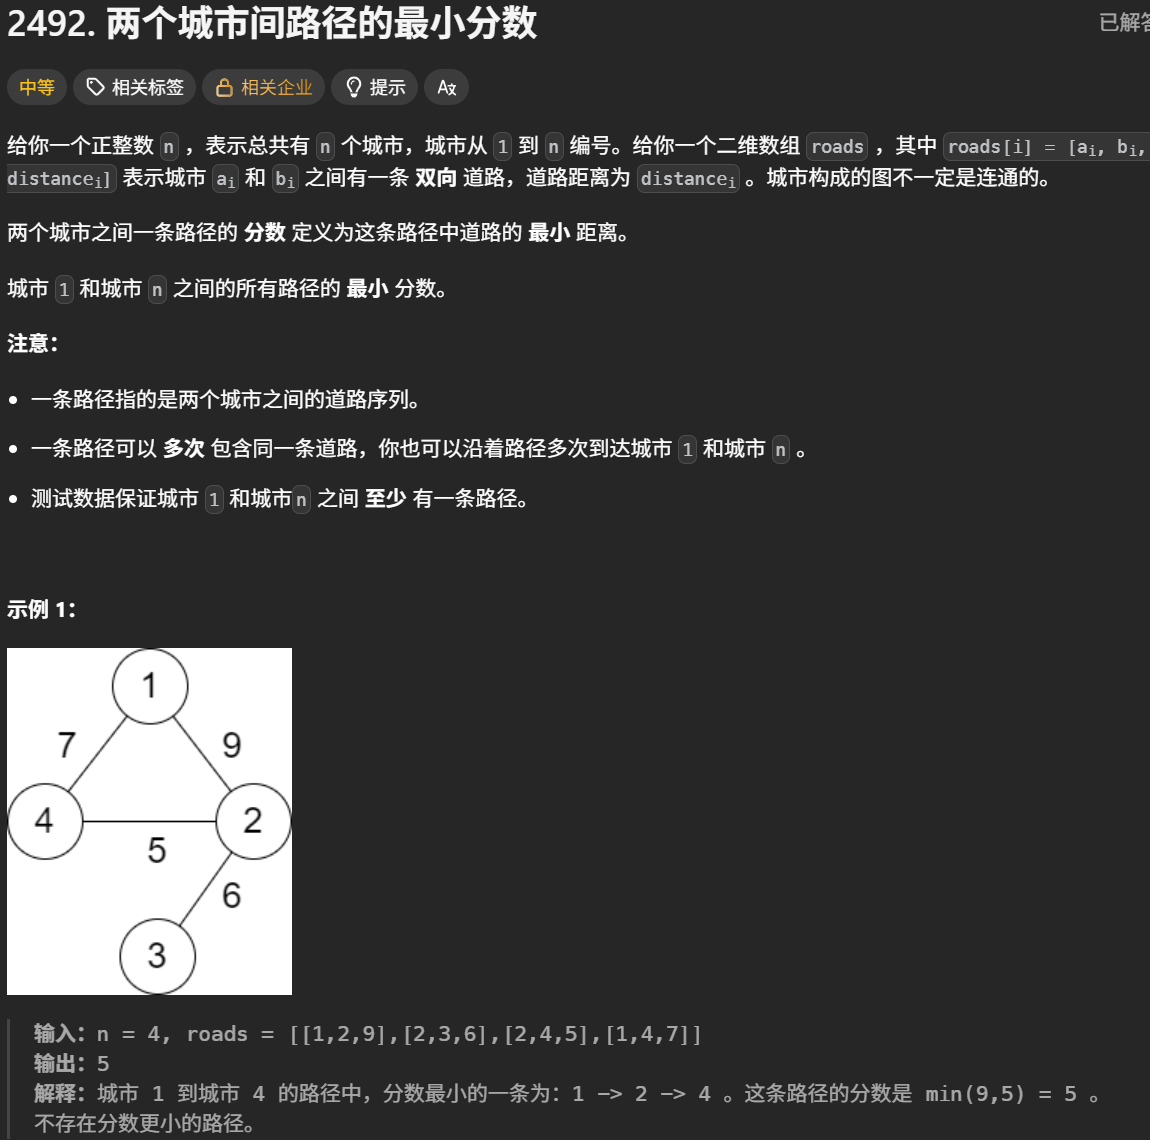 2492. 两个城市间路径的最小分数
已解答
中等 相关标签 相关企业 提示 A文
给你一个正整数 n ，表示总共有 n 个城市，城市从 1 到 n 编号。给你一个二维数组 roads ，其中 roads[i] = [ai, bi,
distancei] 表示城市 ai 和 bi 之间有一条 双向 道路，道路距离为 distancei 。城市构成的图不一定是连通的。
两个城市之间一条路径的 分数 定义为这条路径中道路的 最小 距离。
城市 1 和城市 n 之间的所有路径的 最小 分数。
注意：
• 一条路径指的是两个城市之间的道路序列。
• 一条路径可以 多次 包含同一条道路，你也可以沿着路径多次到达城市 1 和城市 n 。
• 测试数据保证城市 1 和城市n 之间 至少 有一条路径。
示例 1：
1
7 9
4 2
5
6
3
输入：n = 4, roads = [[1,2,9],[2,3,6],[2,4,5],[1,4,7]]
输出：5
解释：城市 1 到城市 4 的路径中，分数最小的一条为：1 -> 2 -> 4 。这条路径的分数是 min(9,5) = 5 。
不存在分数更小的路径。